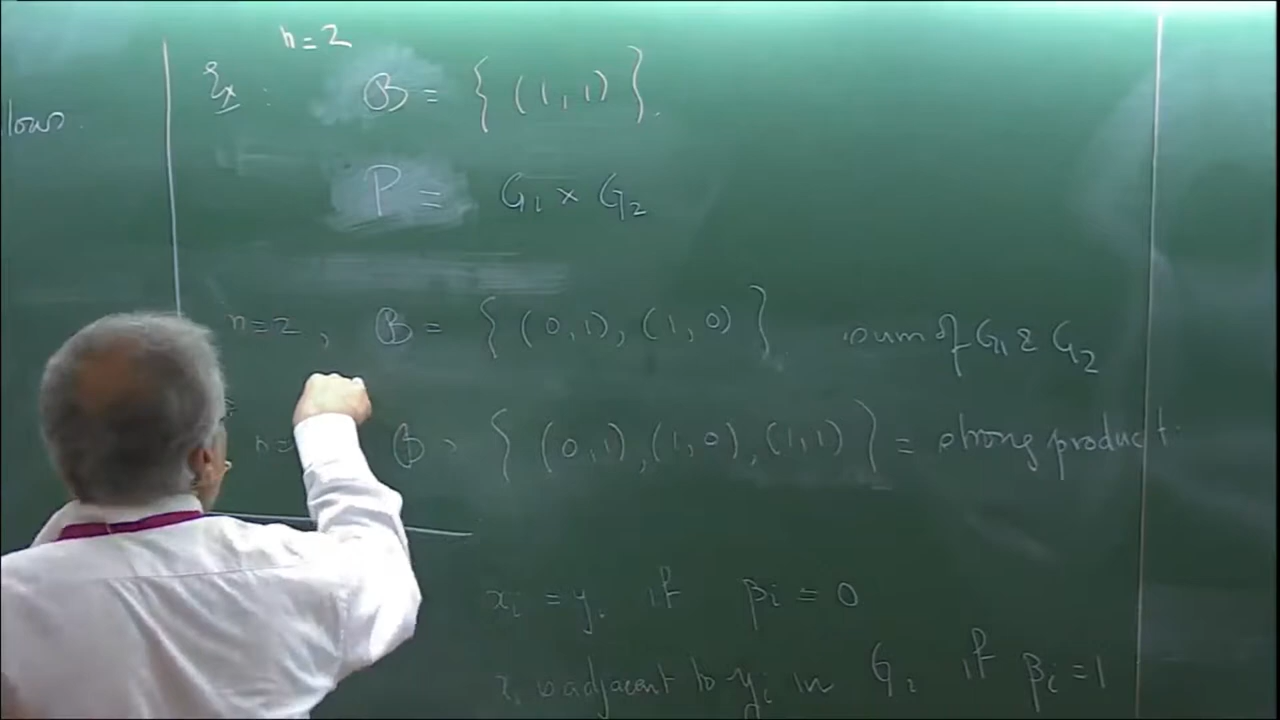 n=2
Ex : B = { (1,1) }.
P = G₁ × G₂
n=2, B = { (0,1), (1,0) } sum of G₁ & G₂
n= B = { (0,1), (1,0), (1,1) } = strong product.
xᵢ = yᵢ if βᵢ = 0
xᵢ is adjacent to yᵢ in Gᵢ if βᵢ = 1